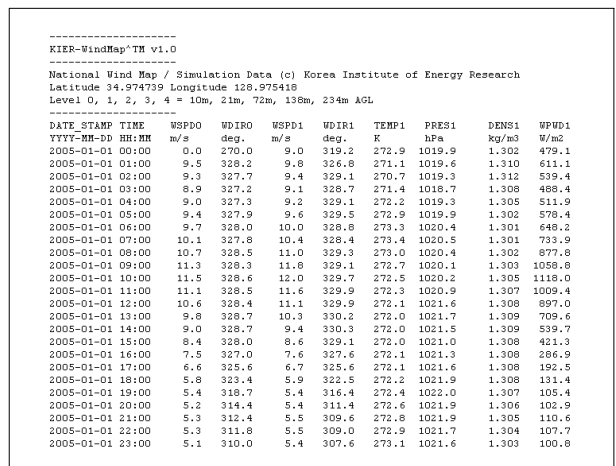 --------------------
KIER-WindMap^TM v1.0
--------------------
National Wind Map / Simulation Data (c) Korea Institute of Energy Research
Latitude 34.974739 Longitude 128.975418
Level 0, 1, 2, 3, 4 = 10m, 21m, 72m, 138m, 234m AGL
--------------------
DATE_STAMP TIME WSPD0 WDIR0 WSPD1 WDIR1 TEMP1 PRES1 DENS1 WPWD1
YYYY-MM-DD HH:MM m/s deg. m/s deg. K hPa kg/m3 W/m2
2005-01-01 00:00 0.0 270.0 9.0 319.2 272.9 1019.9 1.302 479.1
2005-01-01 01:00 9.5 328.2 9.8 326.8 271.1 1019.6 1.310 611.1
2005-01-01 02:00 9.3 327.7 9.4 329.1 270.7 1019.3 1.312 539.4
2005-01-01 03:00 8.9 327.2 9.1 328.7 271.4 1018.7 1.308 488.4
2005-01-01 04:00 9.0 327.3 9.2 329.1 272.2 1019.3 1.305 511.9
2005-01-01 05:00 9.4 327.9 9.6 329.5 272.9 1019.9 1.302 578.4
2005-01-01 06:00 9.7 328.0 10.0 328.8 273.3 1020.4 1.301 648.2
2005-01-01 07:00 10.1 327.8 10.4 328.4 273.4 1020.5 1.301 733.9
2005-01-01 08:00 10.7 328.5 11.0 329.3 273.0 1020.4 1.302 877.8
2005-01-01 09:00 11.3 328.3 11.8 329.1 272.7 1020.1 1.303 1058.8
2005-01-01 10:00 11.5 328.6 12.0 329.7 272.5 1020.2 1.305 1118.0
2005-01-01 11:00 11.1 328.5 11.6 329.9 272.3 1020.9 1.307 1009.4
2005-01-01 12:00 10.6 328.4 11.1 329.9 272.1 1021.6 1.308 897.0
2005-01-01 13:00 9.8 328.7 10.3 330.2 272.0 1021.7 1.309 709.6
2005-01-01 14:00 9.0 328.7 9.4 330.3 272.0 1021.5 1.309 539.7
2005-01-01 15:00 8.4 328.0 8.6 329.1 272.0 1021.0 1.308 421.3
2005-01-01 16:00 7.5 327.0 7.6 327.6 272.1 1021.3 1.308 286.9
2005-01-01 17:00 6.6 325.6 6.7 325.6 272.1 1021.6 1.308 192.5
2005-01-01 18:00 5.8 323.4 5.9 322.5 272.2 1021.9 1.308 131.4
2005-01-01 19:00 5.4 318.7 5.4 316.4 272.4 1022.0 1.307 105.4
2005-01-01 20:00 5.2 314.4 5.4 311.4 272.6 1021.9 1.306 102.9
2005-01-01 21:00 5.3 312.4 5.5 309.6 272.8 1021.9 1.305 110.6
2005-01-01 22:00 5.3 311.8 5.5 309.0 272.9 1021.7 1.304 107.7
2005-01-01 23:00 5.1 310.0 5.4 307.6 273.1 1021.6 1.303 100.8